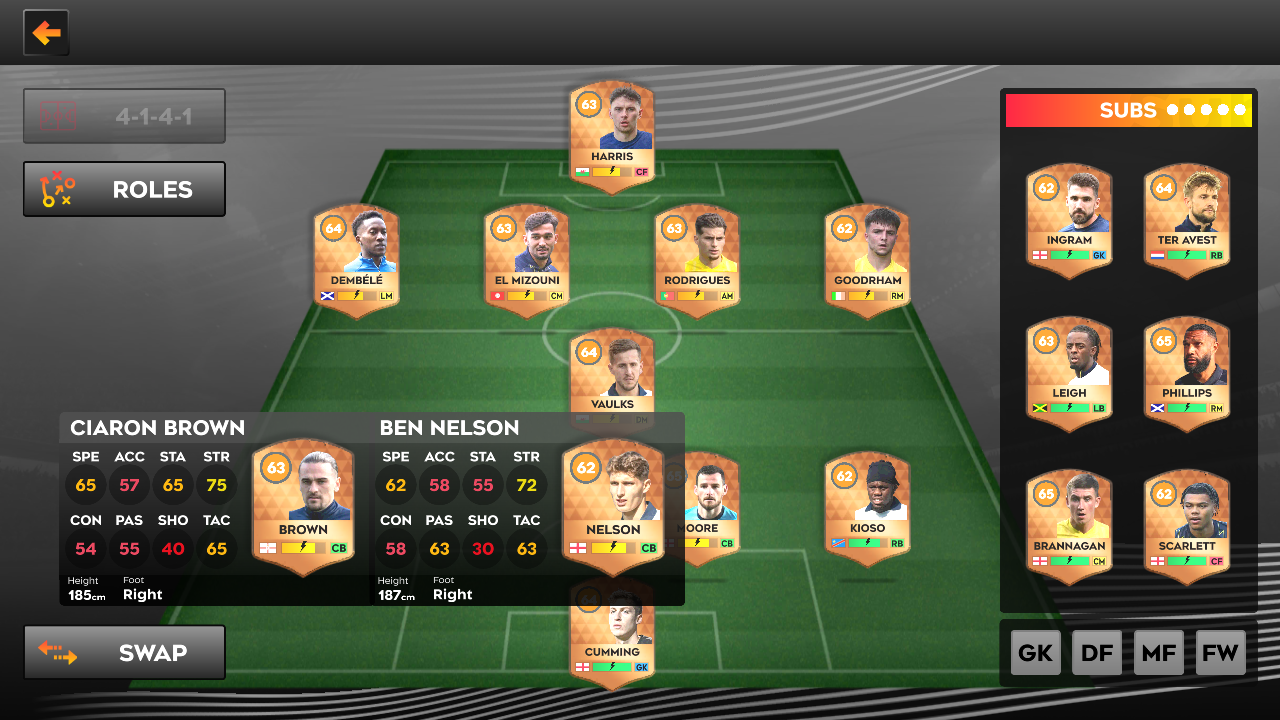 4-1-4-1
ROLES
63
HARRIS
CF
64
DEMBÉLÉ
LM
63
EL MIZOUNI
CM
63
RODRIGUES
AM
62
GOODRHAM
RM
64
VAULKS
DM
CIARON BROWN
SPE ACC STA STR
65 57 65 75
CON PAS SHO TAC
54 55 40 65
Height Foot
185cm Right
63
BROWN
CB
BEN NELSON
SPE ACC STA STR
62 58 55 72
CON PAS SHO TAC
58 63 30 63
Height Foot
187cm Right
62
NELSON
CB
63
MOORE
CB
62
KIOSO
RB
CUMMING
GK
SWAP
SUBS
62
INGRAM
GK
64
TER AVEST
RB
63
LEIGH
LB
65
PHILLIPS
RM
65
BRANNAGAN
CM
62
SCARLETT
CF
GK DF MF FW